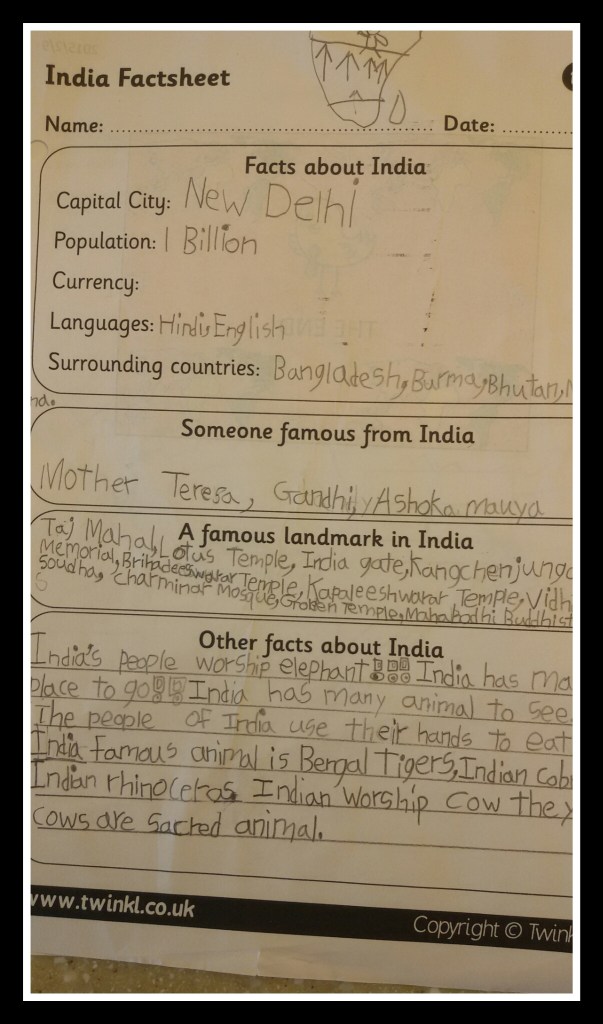 India Factsheet
Name: Date:
Facts about India
Capital City: New Delhi
Population: 1 Billion
Currency:
Languages: Hindi, English
Surrounding countries: Bangladesh, Burma, Bhutan, N
nd.
Someone famous from India
Mother Teresa, Gandhi, Ashoka mauya
A famous landmark in India
Taj Mahal, Lotus Temple, India gate, Kangchenjunga
Memorial, Brihadeeswarar Temple, Kapaleeshwarar Temple, Vidh
Soudha, Charminar Mosque, Golden Temple, Mahabodhi Buddhist
Other facts about India
India's people worship elephant India has ma
place to go India has many animal to see.
The people of India use their hands to eat
India famous animal is Bengal Tigers, Indian cob
Indian rhinoceros. Indian worship cow they
cows are sacred animal.
www.twinkl.co.uk
Copyright © Twink